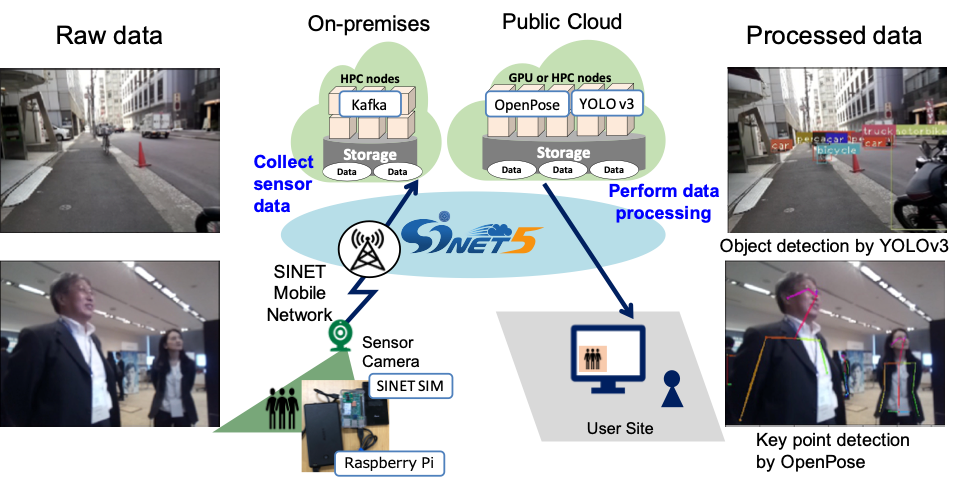 Raw data
On-premises
Public Cloud
Processed data
HPC nodes
Kafka
Storage
Data
Data
GPU or HPC nodes
OpenPose
YOLO v3
Storage
Data
Data
Data
Collect
sensor
data
Perform data
processing
SINET5
SINET
Mobile
Network
Sensor
Camera
SINET SIM
Raspberry Pi
User Site
car
car
truck
motorbike
car
bicycle
Object detection by YOLOv3
Key point detection
by OpenPose